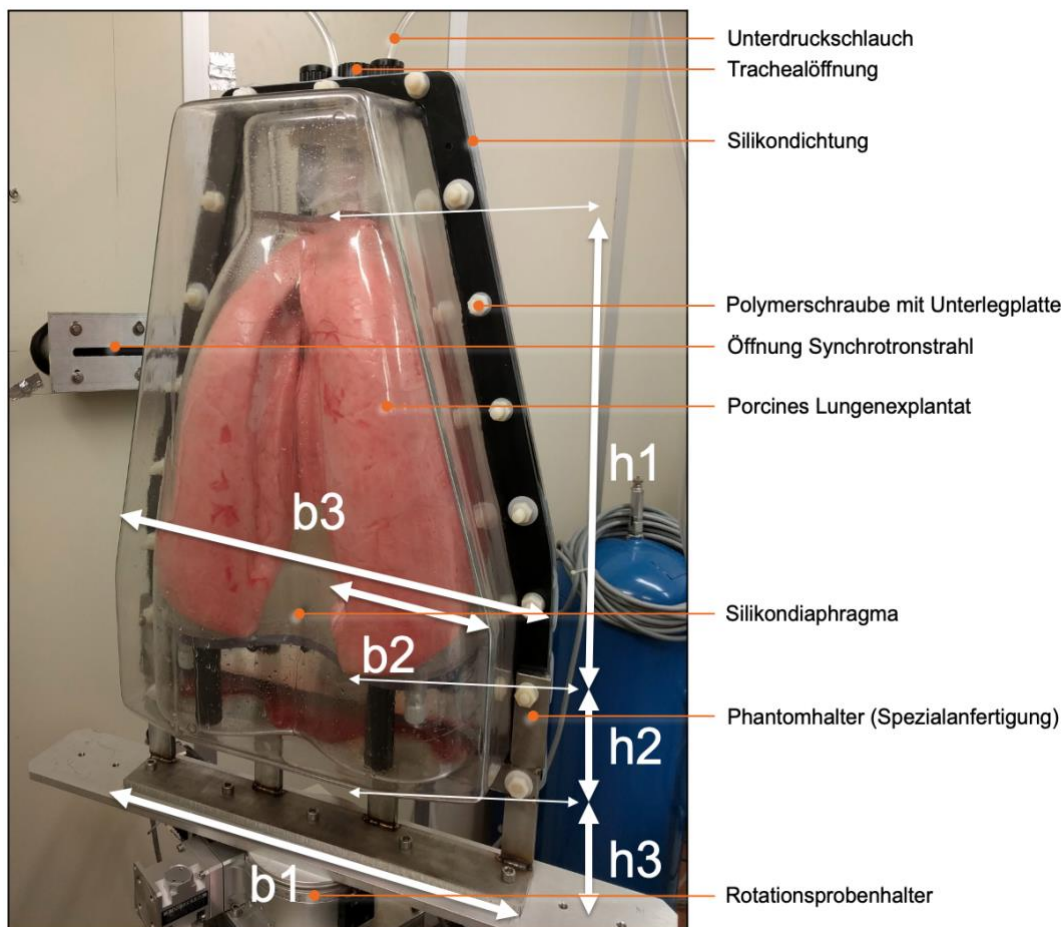 Unterdruckschlauch
Trachealöffnung
Silikondichtung
Polymerschraube mit Unterlegplatte
Öffnung Synchrotronstrahl
Porcines Lungenexplantat
h1
b3
Silikondiaphragma
b2
Phantomhalter (Spezialanfertigung)
h2
h3
b1
Rotationsprobenhalter